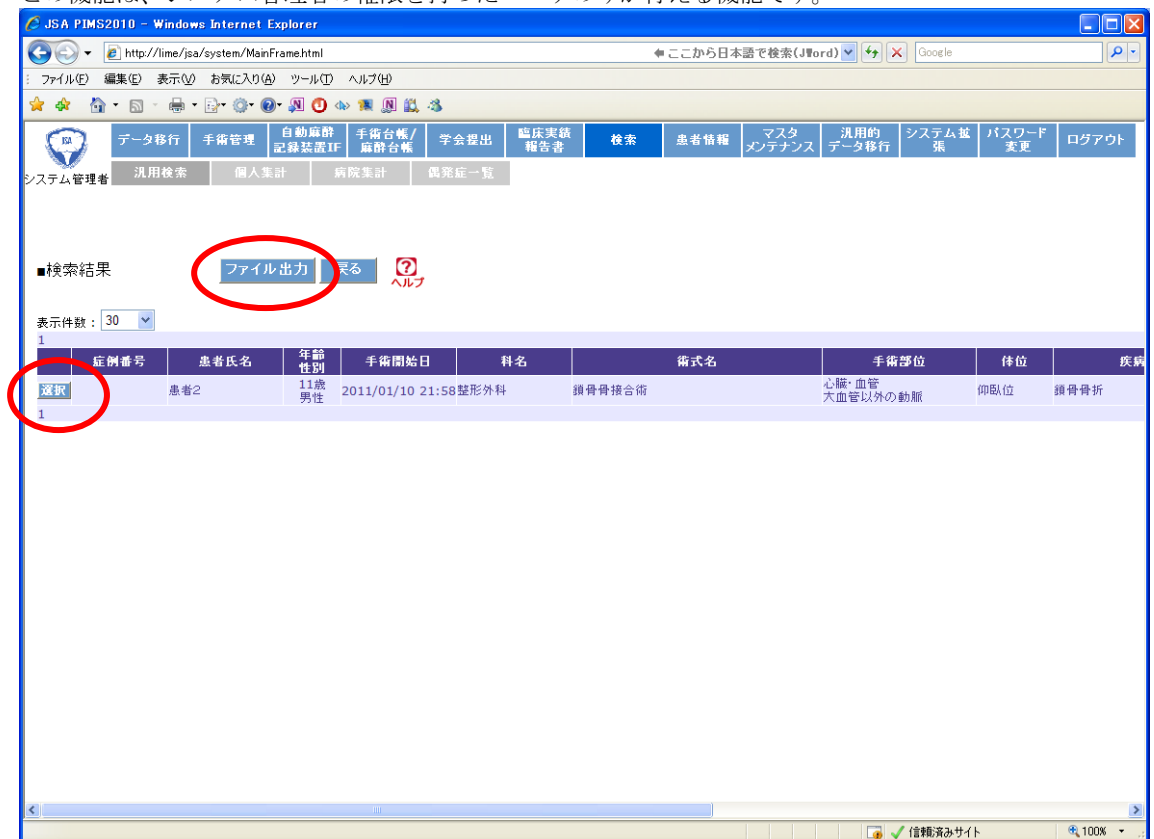 JSA PIMS2010 - Windows Internet Explorer
http://lime/jsa/system/MainFrame.html
ここから日本語で検索(JWord)
Google
ファイル(F) 編集(E) 表示(V) お気に入り(A) ツール(T) ヘルプ(H)
JSA
システム管理者
データ移行
手術管理
自動麻酔
記録装置IF
手術台帳/
麻酔台帳
学会提出
臨床実績
報告書
検索
患者情報
マスタ
メンテナンス
汎用的
データ移行
システム拡
張
パスワード
変更
ログアウト
汎用検索 個人集計 病院集計 偶発症一覧
■検索結果 ファイル出力 戻る
ヘルプ
表示件数： 30
1
症例番号 患者氏名 年齢
性別 手術開始日 科名 術式名 手術部位 体位 疾病
選択 患者2 11歳
男性 2011/01/10 21:58 整形外科 鎖骨骨接合術 心臓・血管
大血管以外の動脈 仰臥位 鎖骨骨折
1
信頼済みサイト
100%